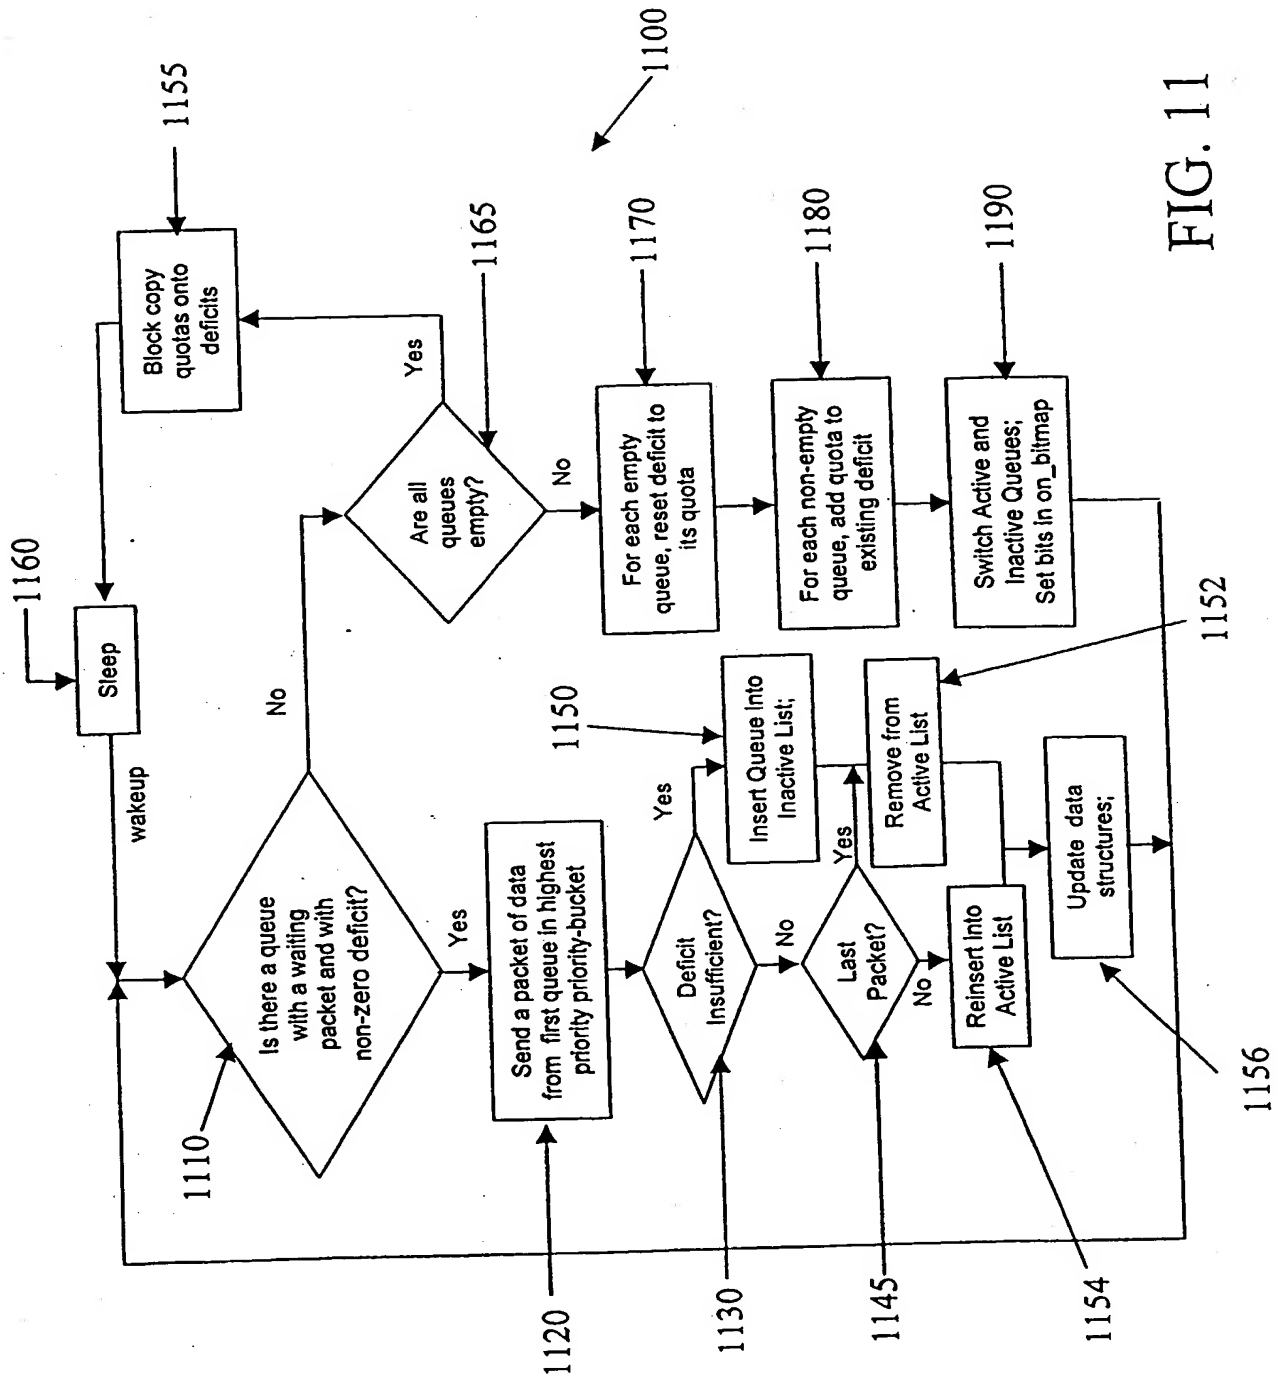 1160
Sleep
wakeup
Block copy
quotas onto
deficits
1155
1110
Is there a queue
with a waiting
packet and with
non-zero deficit?
No
Yes
Are all
queues
empty?
Yes
No
1165
1100
1120
Send a packet of data
from first queue in highest
priority priority-bucket
For each empty
queue, reset deficit to
its quota
1170
1130
Deficit
Insufficient?
Yes
No
1150
Insert Queue Into
Inactive List;
For each non-empty
queue, add quota to
existing deficit
1180
1145
Last
Packet?
Yes
No
Remove from
Active List
1152
Switch Active and
Inactive Queues;
Set bits in on_bitmap
1190
1154
Reinsert Into
Active List
Update data
structures;
1156
FIG. 11